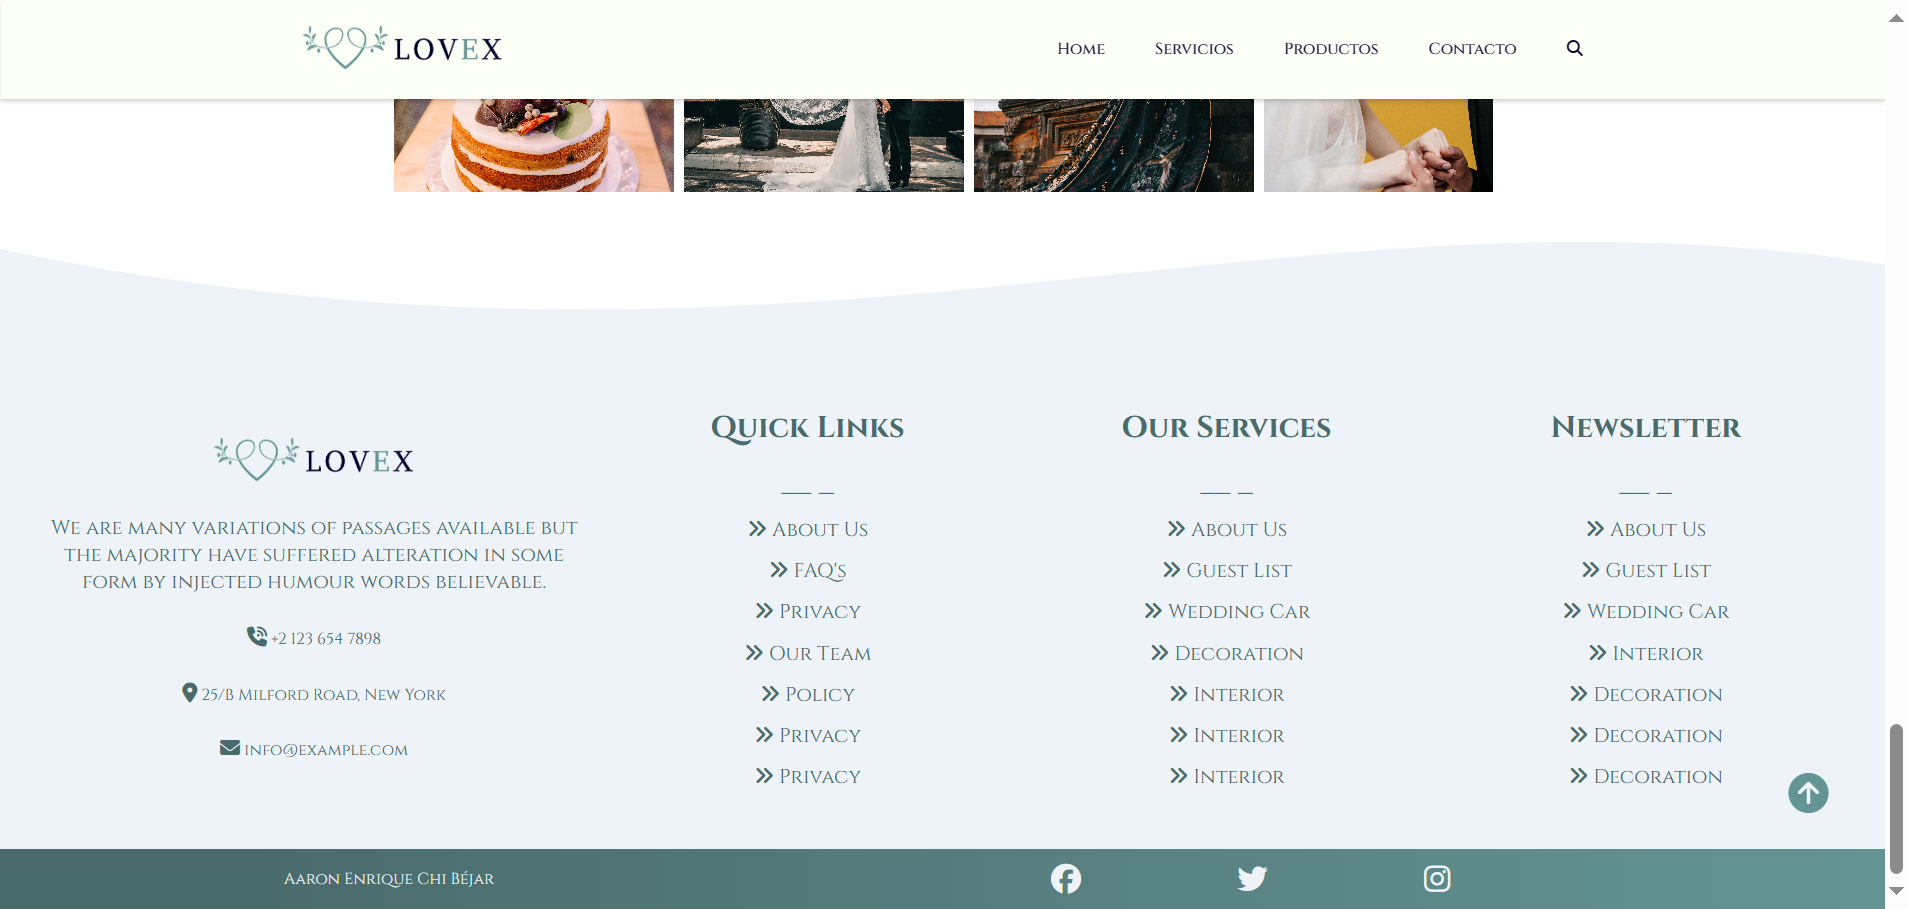 LOVEX
Home Servicios Productos Contacto
LOVEX
We are many variations of passages available but
the majority have suffered alteration in some
form by injected humour words believable.
+2 123 654 7898
25/B Milford Road, New York
info@example.com
Quick Links
About Us
FAQ's
Privacy
Our Team
Policy
Privacy
Privacy
Our Services
About Us
Guest List
Wedding Car
Decoration
Interior
Interior
Interior
Newsletter
About Us
Guest List
Wedding Car
Interior
Decoration
Decoration
Decoration
Aaron Enrique Chi Béjar